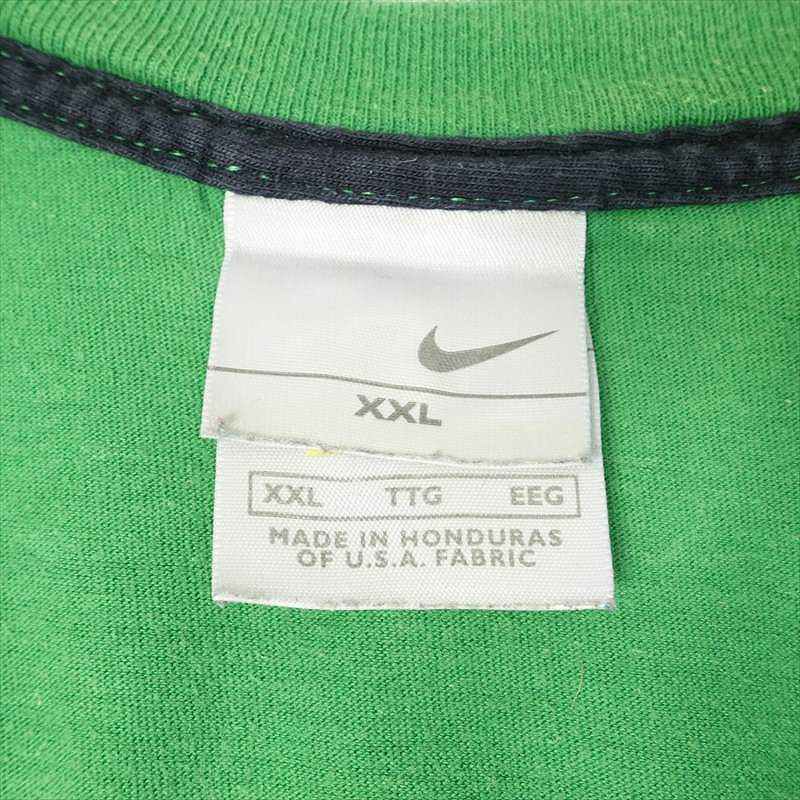 XXL
XXL TTG EEG
MADE IN HONDURAS
OF U.S.A. FABRIC